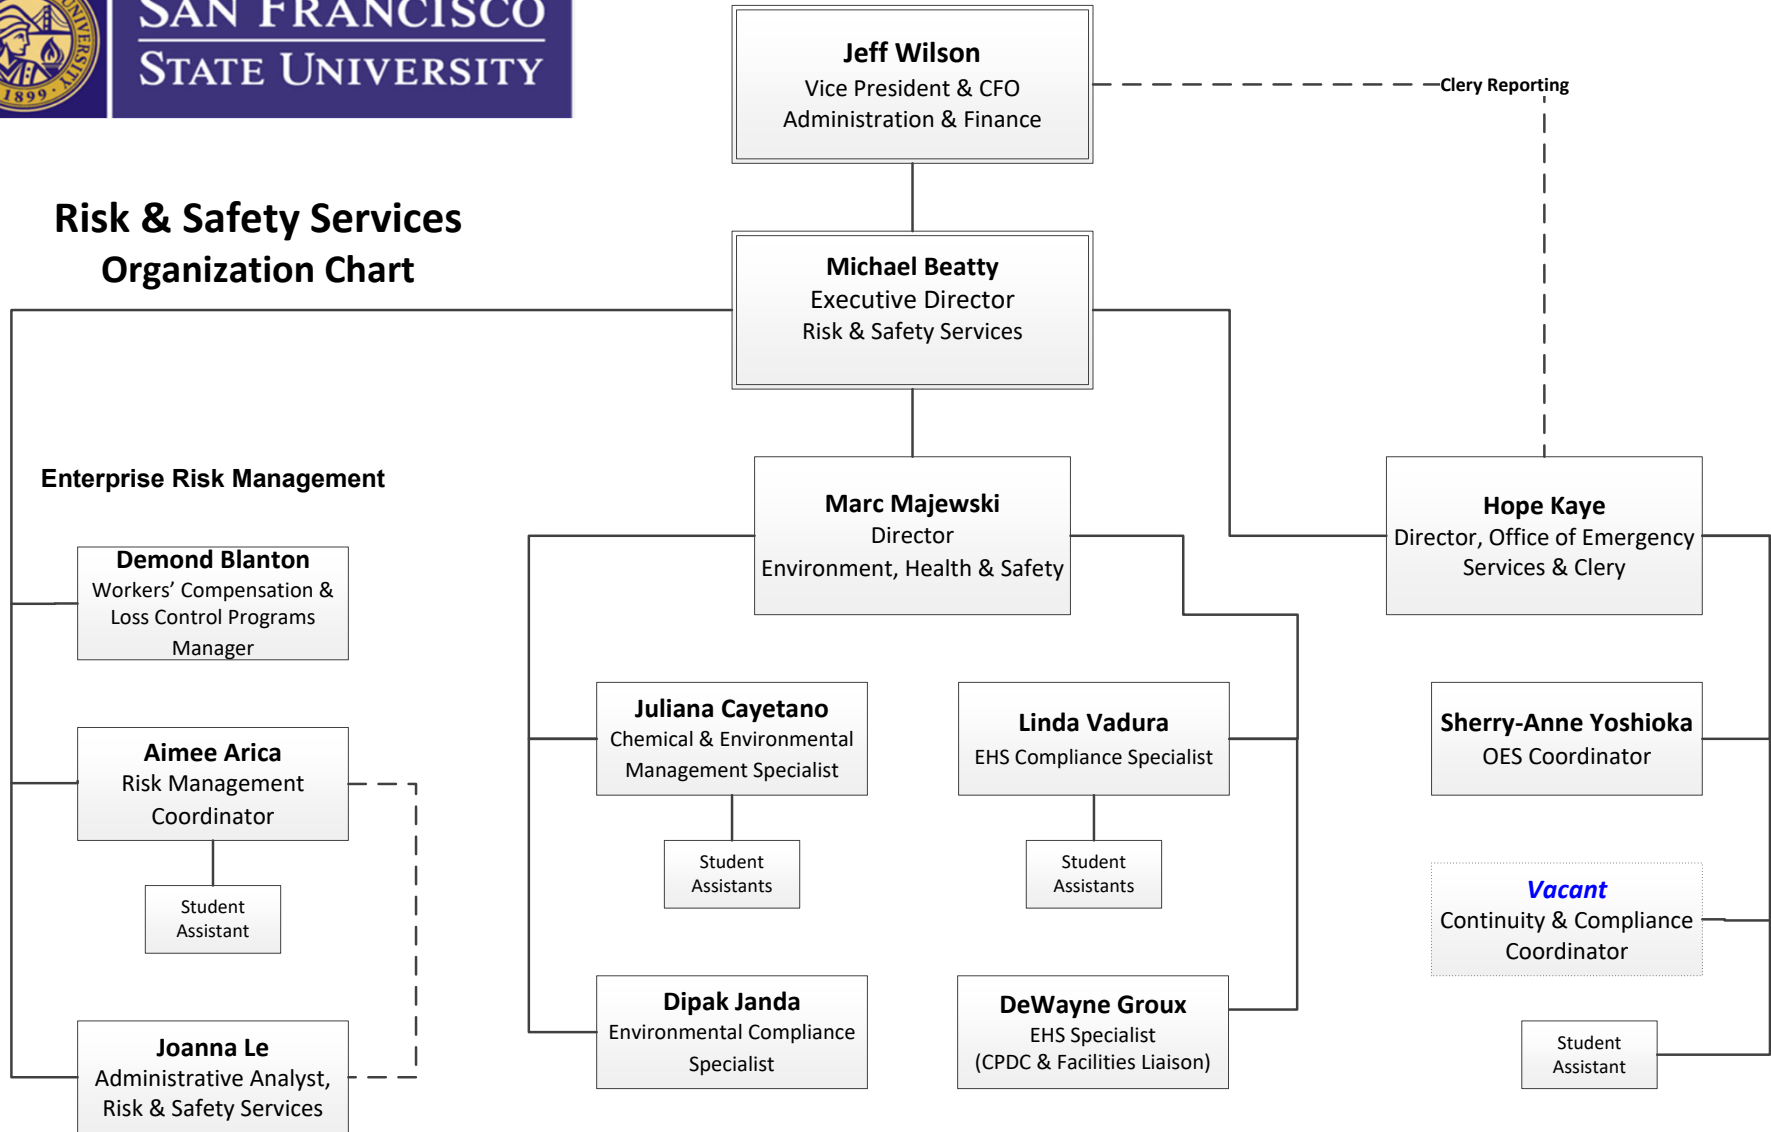 SAN FRANCISCO
STATE UNIVERSITY
UNIVERSITY
1899
Jeff Wilson
Vice President & CFO
Administration & Finance
Clery Reporting
Risk & Safety Services
Organization Chart
Michael Beatty
Executive Director
Risk & Safety Services
Enterprise Risk Management
Demond Blanton
Workers' Compensation &
Loss Control Programs
Manager
Aimee Arica
Risk Management
Coordinator
Student
Assistant
Joanna Le
Administrative Analyst,
Risk & Safety Services
Marc Majewski
Director
Environment, Health & Safety
Juliana Cayetano
Chemical & Environmental
Management Specialist
Student
Assistants
Dipak Janda
Environmental Compliance
Specialist
Linda Vadura
EHS Compliance Specialist
Student
Assistants
DeWayne Groux
EHS Specialist
(CPDC & Facilities Liaison)
Hope Kaye
Director, Office of Emergency
Services & Clery
Sherry-Anne Yoshioka
OES Coordinator
Vacant
Continuity & Compliance
Coordinator
Student
Assistant